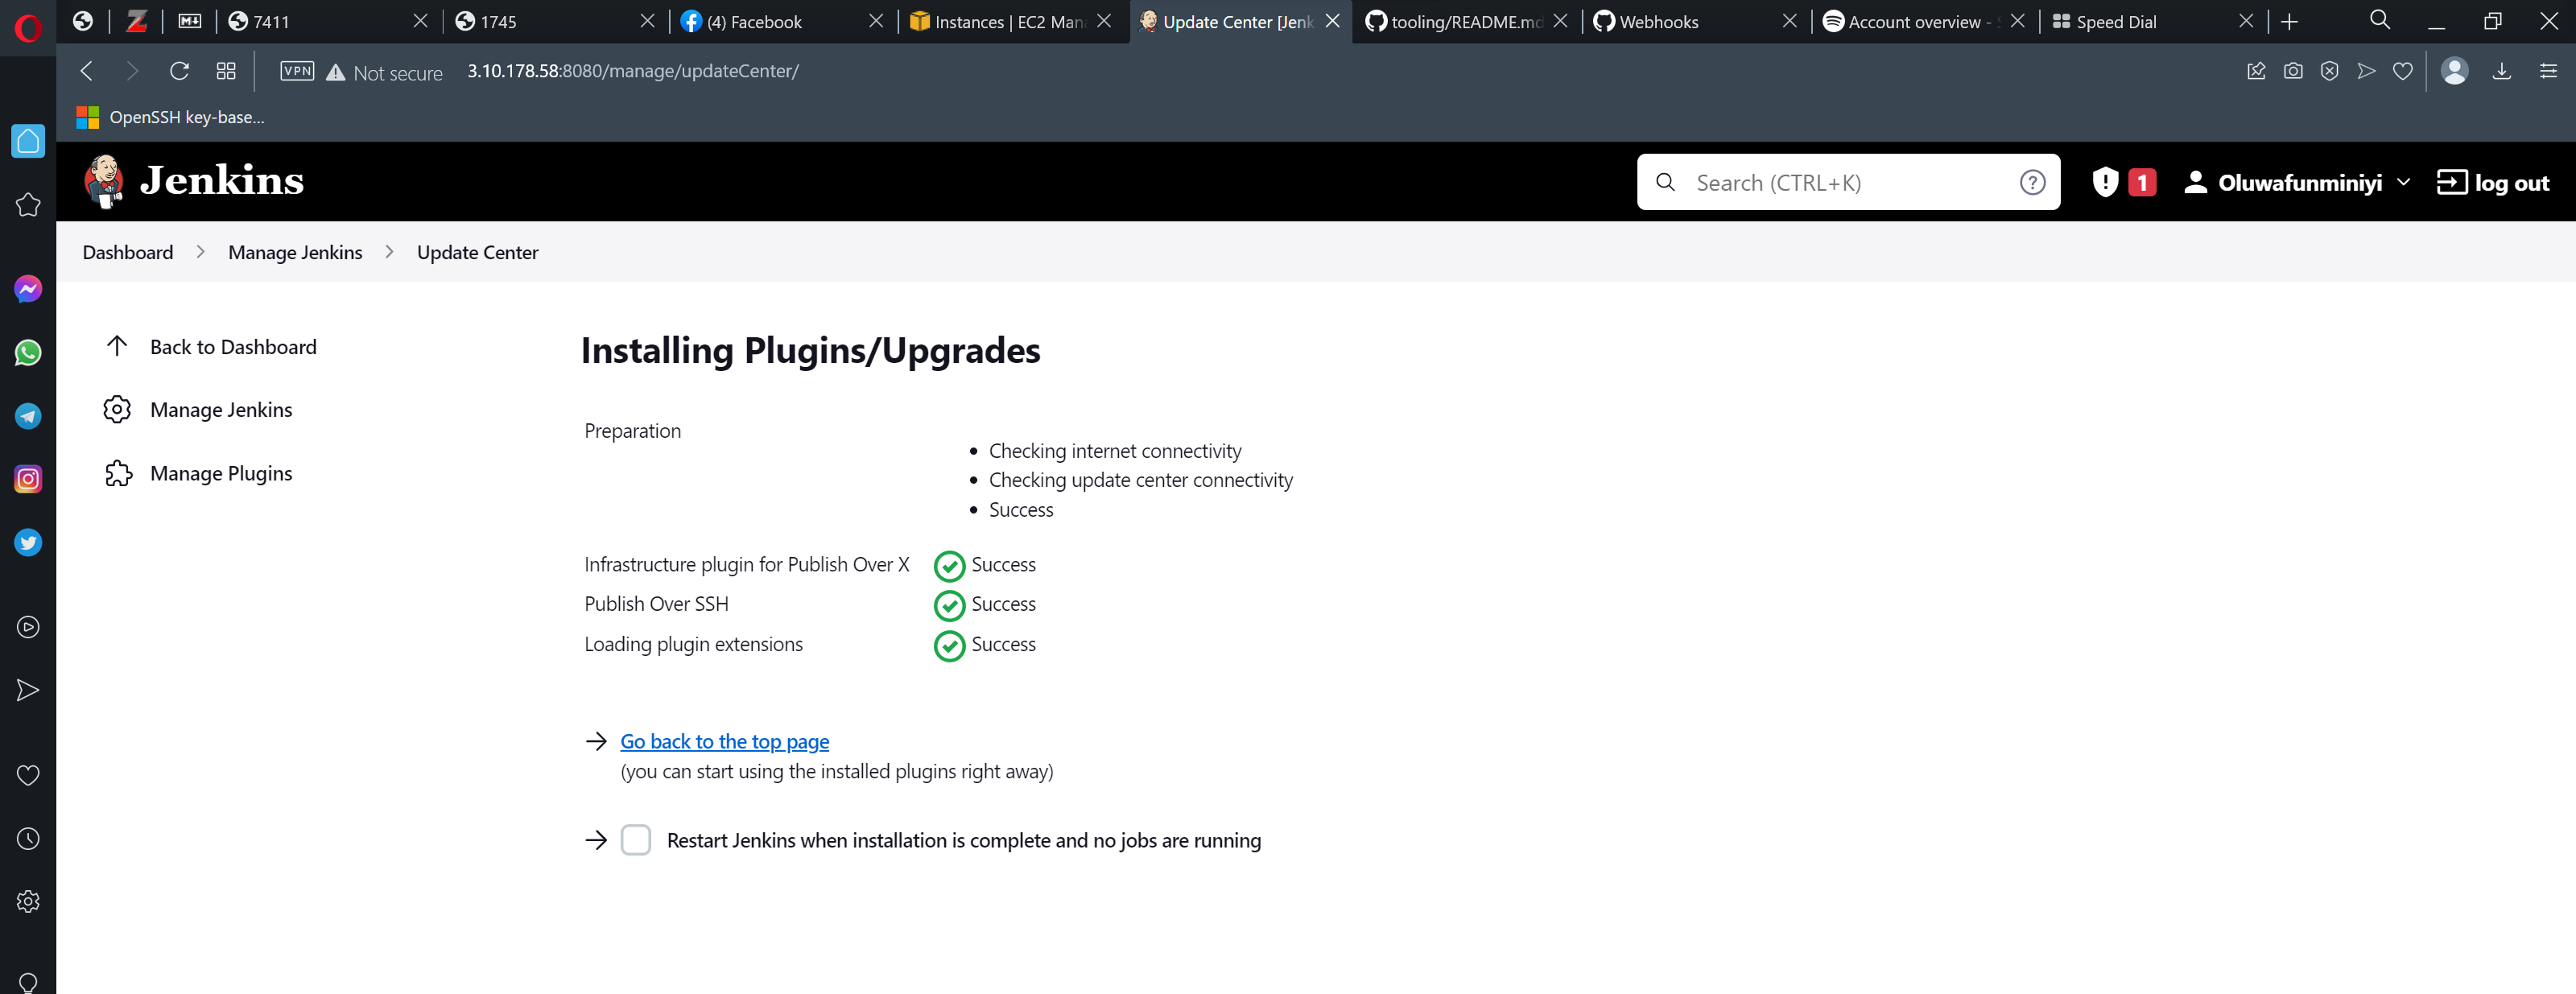 7411
1745
(4) Facebook
Instances | EC2 Man
Update Center [Jenk
tooling/README.md
Webhooks
Account overview -
Speed Dial
VPN
Not secure
3.10.178.58:8080/manage/updateCenter/
OpenSSH key-base...
Jenkins
Search (CTRL+K)
1
Oluwafunminiyi
log out
Dashboard
Manage Jenkins
Update Center
Back to Dashboard
Manage Jenkins
Manage Plugins
Installing Plugins/Upgrades
Preparation
Checking internet connectivity
Checking update center connectivity
Success
Infrastructure plugin for Publish Over X Success
Publish Over SSH Success
Loading plugin extensions Success
Go back to the top page
(you can start using the installed plugins right away)
Restart Jenkins when installation is complete and no jobs are running